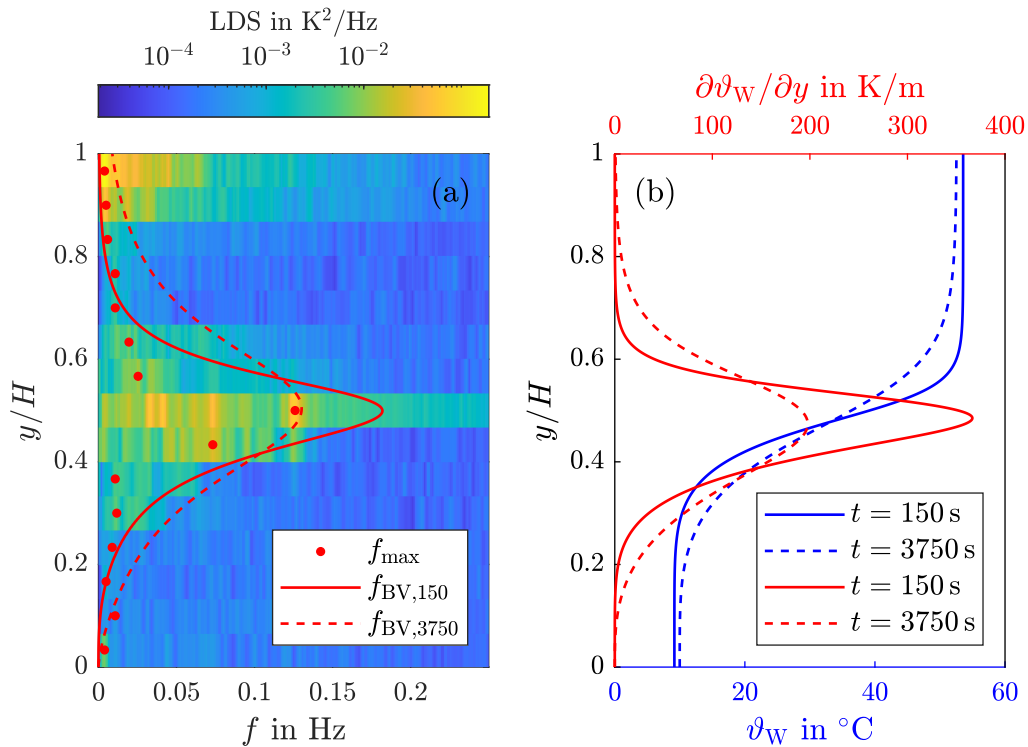 LDS in K²/Hz
10⁻⁴ 10⁻³ 10⁻²
(a)
1
0.8
0.6
0.4
0.2
0
y/H
f_max
f_BV,150
f_BV,3750
0 0.05 0.1 0.15 0.2
f in Hz
∂ϑ_W/∂y in K/m
0 100 200 300 400
(b)
1
0.8
0.6
0.4
0.2
0
y/H
t = 150 s
t = 3750 s
t = 150 s
t = 3750 s
0 20 40 60
ϑ_W in °C